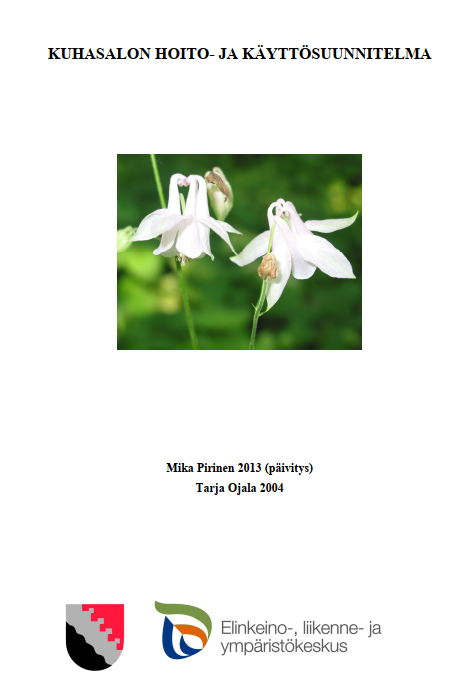 KUHASALON HOITO- JA KÄYTTÖSUUNNITELMA
Mika Pirinen 2013 (päivitys)
Tarja Ojala 2004
Elinkeino-, liikenne- ja
ympäristökeskus